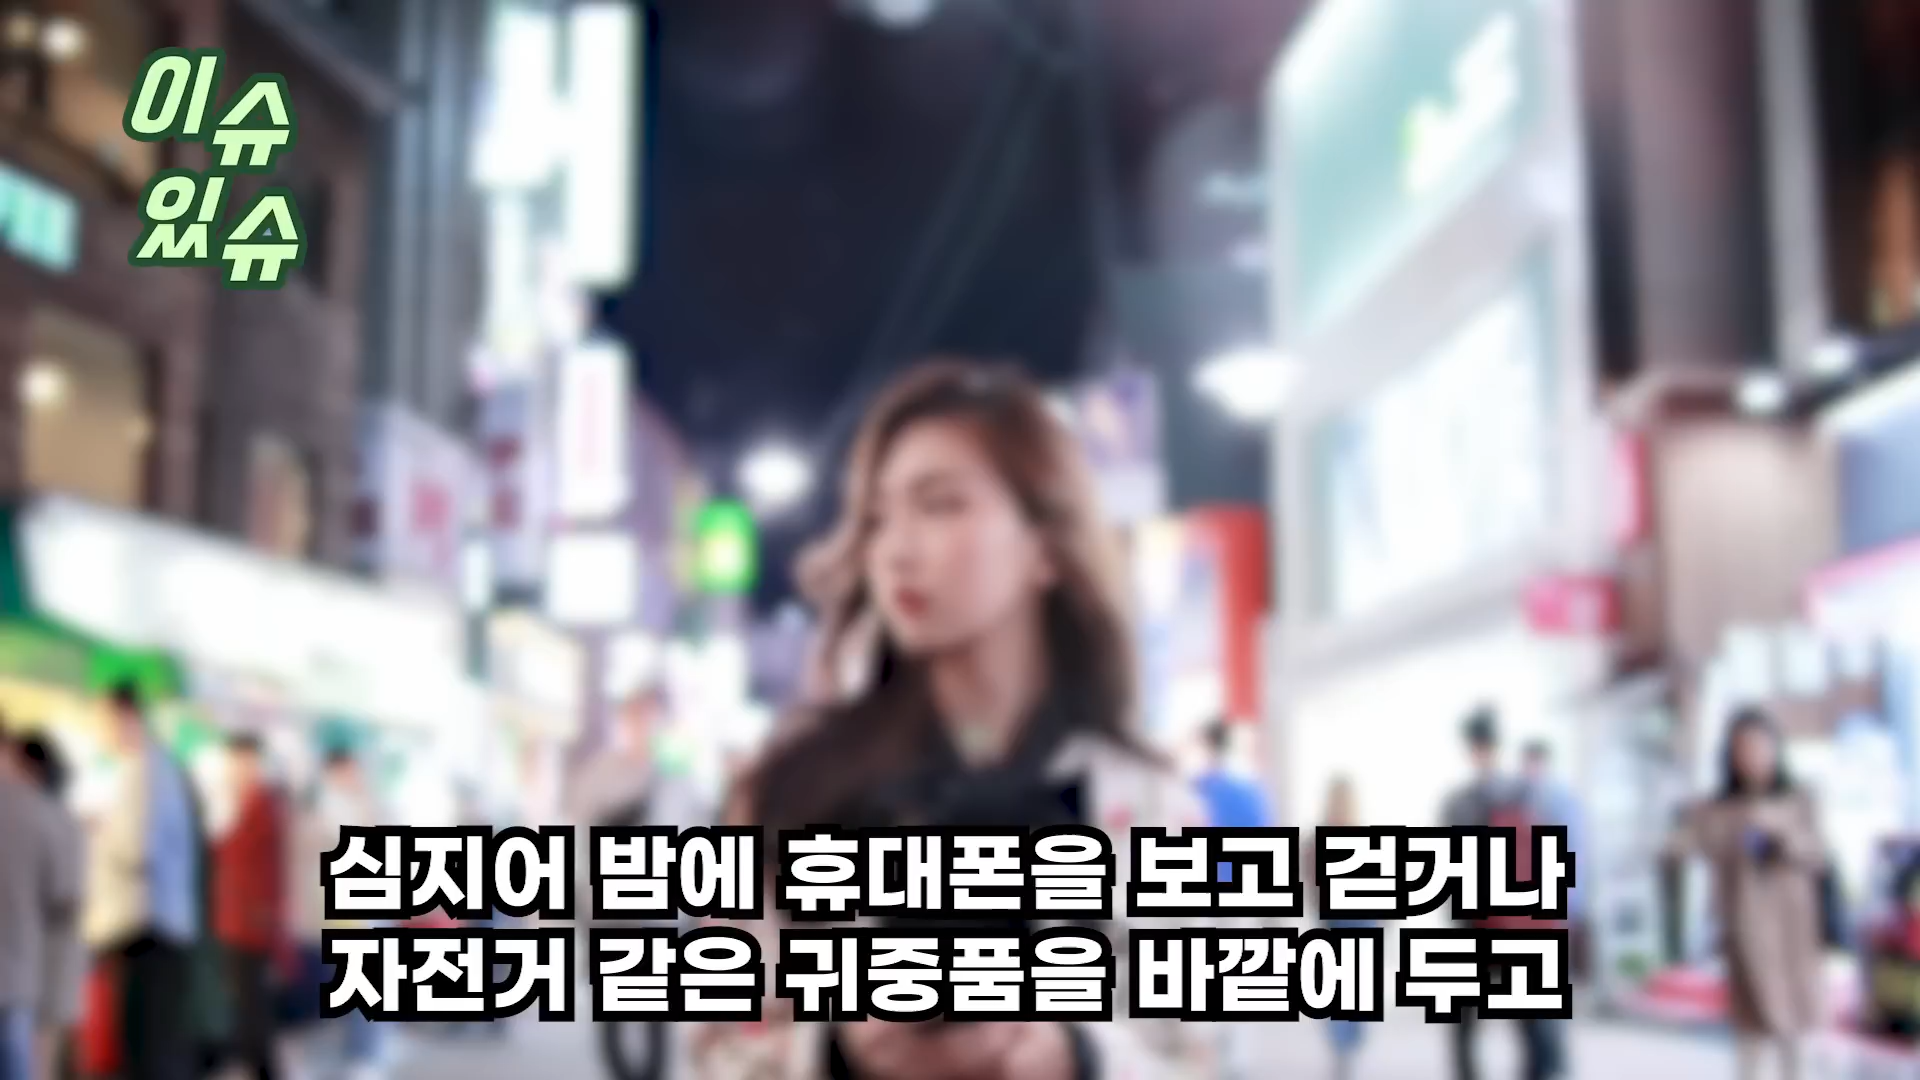 이슈
있슈
심지어 밤에 휴대폰을 보고 걷거나
자전거 같은 귀중품을 바깥에 두고